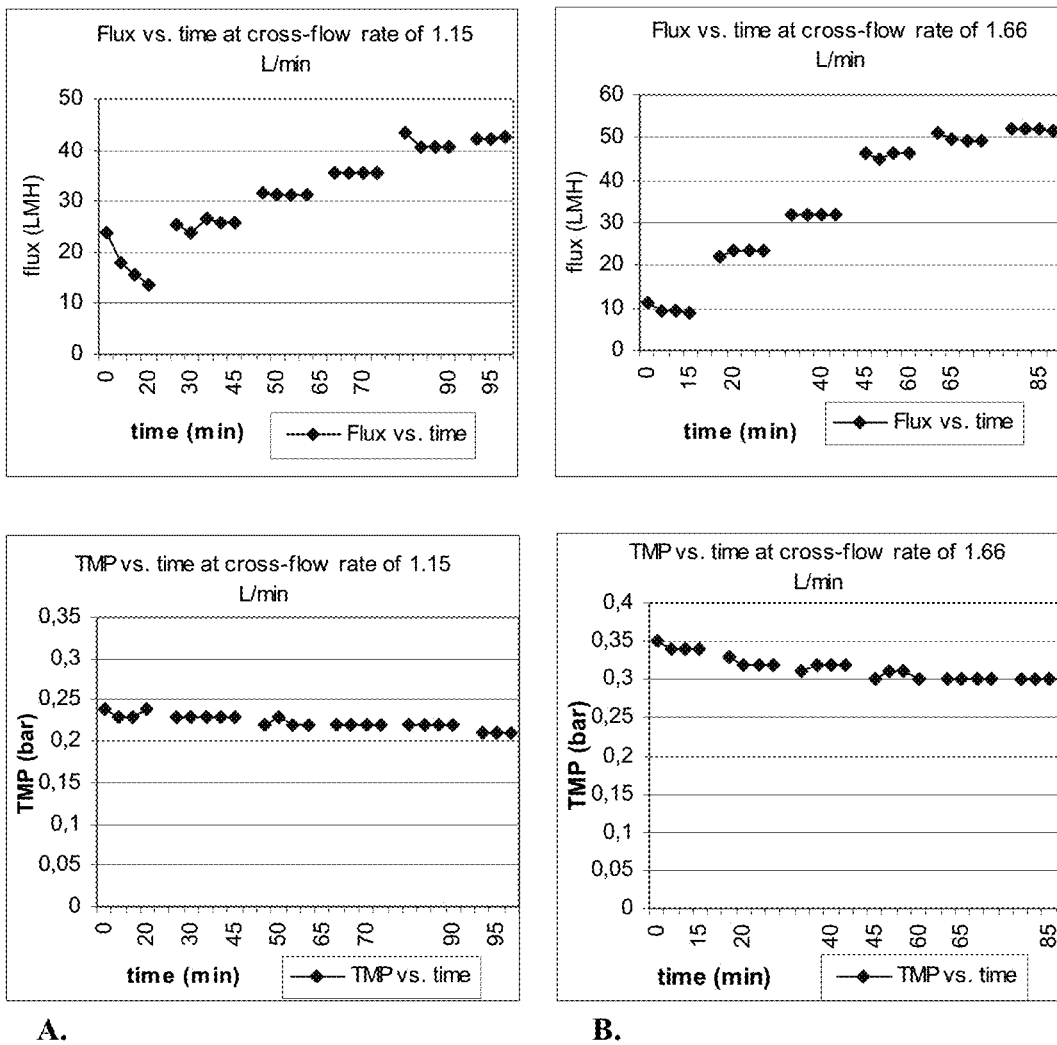 Flux vs. time at cross-flow rate of 1.15
L/min
50
40
30
20
10
0
flux (LMH)
0 20 30 45 65 70 90 95
time (min)
Flux vs. time
Flux vs. time at cross-flow rate of 1.66
L/min
60
50
40
30
20
10
0
flux (LMH)
0 15 20 40 45 60 65 85
time (min)
Flux vs. time
TMP vs. time at cross-flow rate of 1.15
L/min
0,35
0,3
0,25
0,2
0,15
0,1
0,05
0
TMP (bar)
0 20 30 45 50 65 70 90 95
time (min)
TMP vs. time
TMP vs. time at cross-flow rate of 1.66
L/min
0,4
0,35
0,3
0,25
0,2
0,15
0,1
0,05
0
TMP (bar)
0 15 20 40 45 60 65 85
time (min)
TMP vs. time
A.
B.